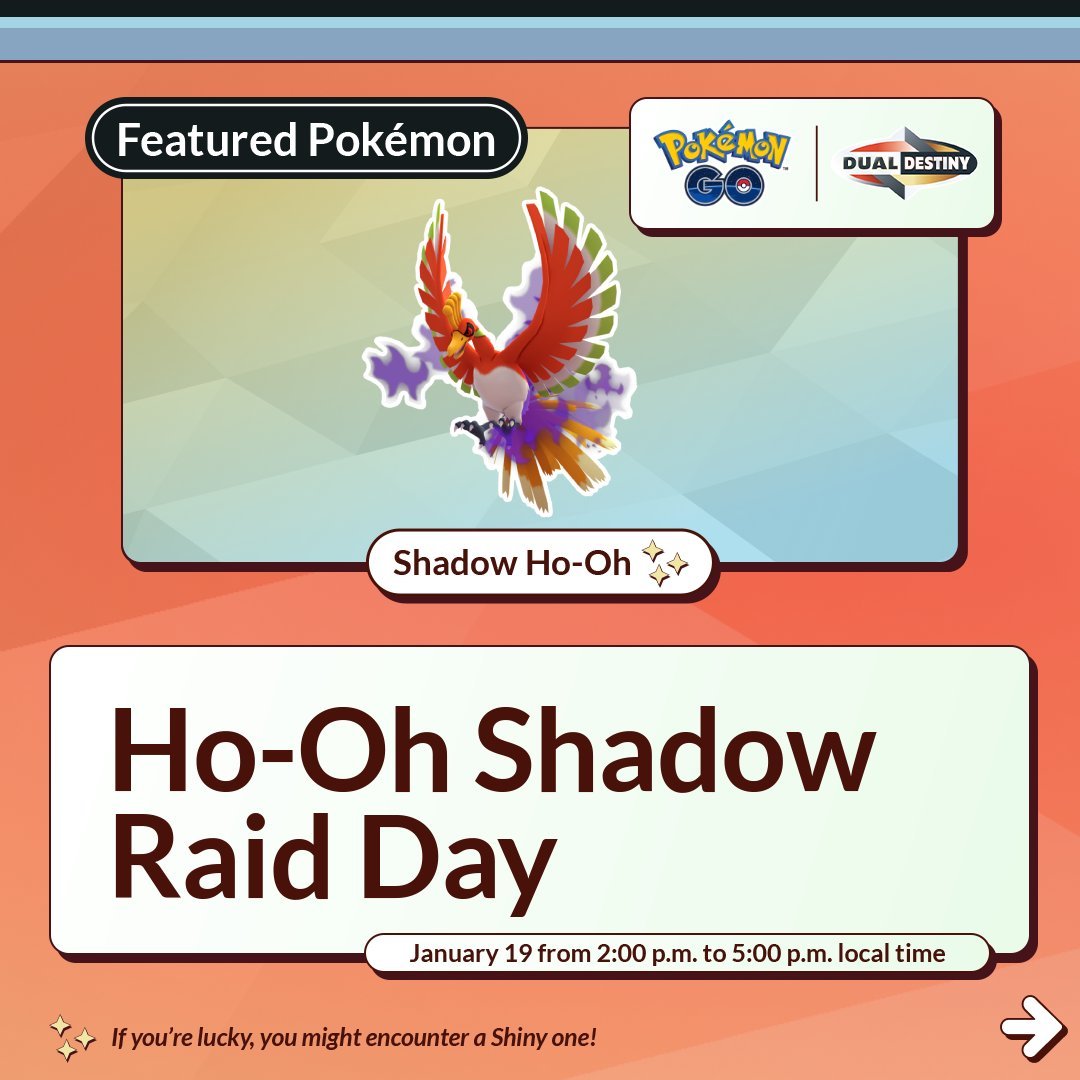 Featured Pokémon
POKéMON
GO
DUAL DESTINY
Shadow Ho-Oh
Ho-Oh Shadow
Raid Day
January 19 from 2:00 p.m. to 5:00 p.m. local time
If you're lucky, you might encounter a Shiny one!